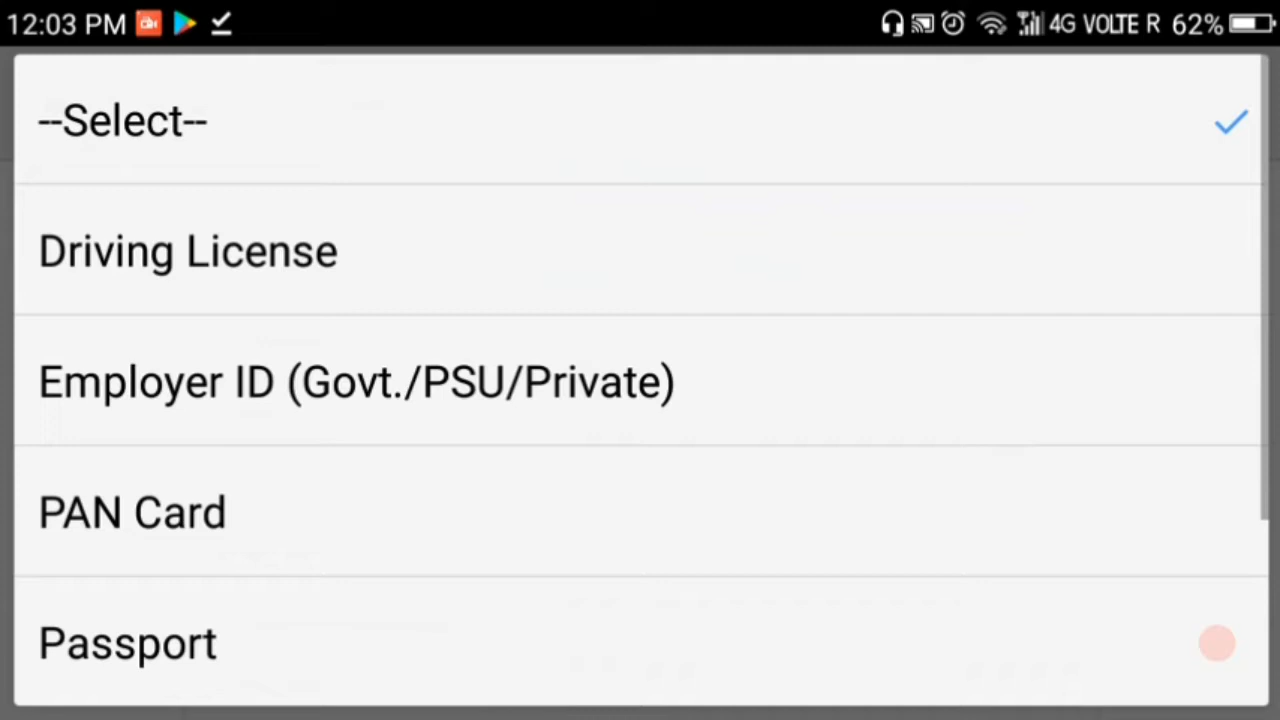 12:03 PM 4G VOLTE R 62%
--Select--
Driving License
Employer ID (Govt./PSU/Private)
PAN Card
Passport